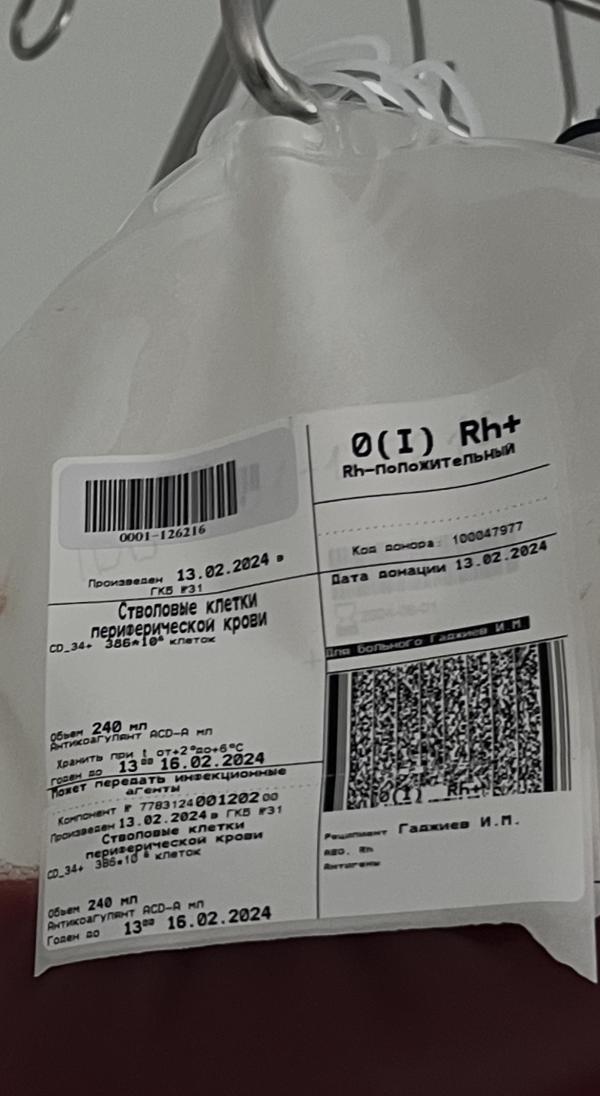 0001-126216
Произведен 13.02.2024 в
ГКБ №31
Стволовые клетки
периферической крови
CD_34+ 386*10⁶ клеток
Объем 240 мл
Антикоагулянт ACD-A мл
Хранить при t от+2°до+6°C
Годен до 13⁰⁰ 16.02.2024
Может передать инфекционные
агенты
Компонент № 7783124001202 00
Произведен 13.02.2024 в ГКБ №31
Стволовые клетки
периферической крови
CD_34+ 386*10⁶ клеток
Объем 240 мл
Антикоагулянт ACD-A мл
Годен до 13⁰⁰ 16.02.2024
0(I) Rh+
Rh-Положительный
Код донора: 100047977
Дата донации 13.02.2024
Для больного Гаджиев И.М.
0(I) Rh+
Реципиент Гаджиев И.М.
AB0, Rh
Антигены